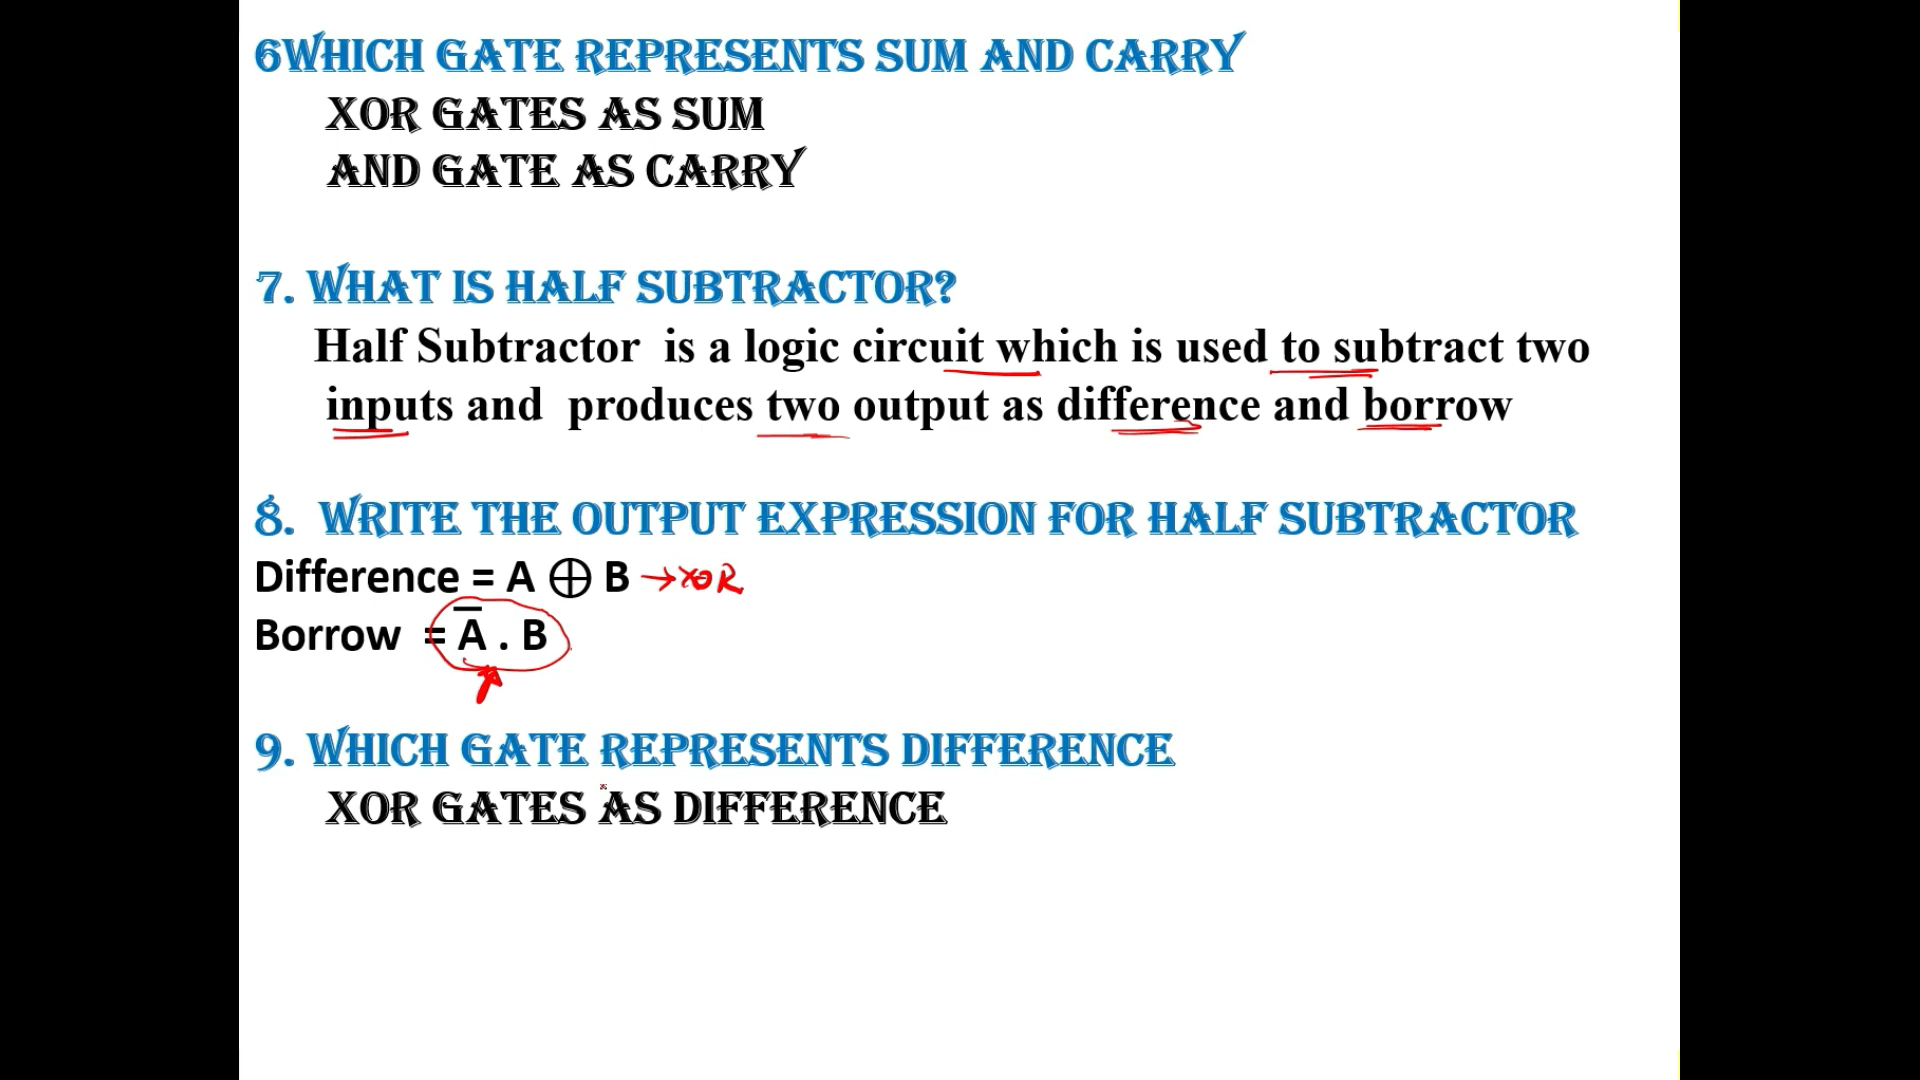 6WHICH GATE REPRESENTS SUM AND CARRY
XOR GATES AS SUM
AND GATE AS CARRY
7. WHAT IS HALF SUBTRACTOR?
Half Subtractor is a logic circuit which is used to subtract two
inputs and produces two output as difference and borrow
8. WRITE THE OUTPUT EXPRESSION FOR HALF SUBTRACTOR
Difference = A ⊕ B →XOR
Borrow = A̅ . B
9. WHICH GATE REPRESENTS DIFFERENCE
XOR GATES AS DIFFERENCE